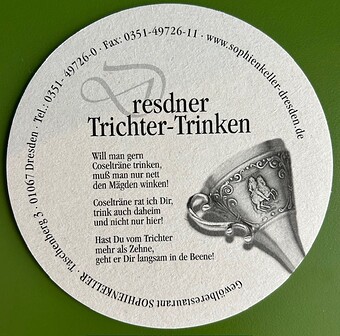 Gewölberestaurant SOPHIENKELLER · Taschenberg 3 · 01067 Dresden · Tel.: 0351- 49726-0 · Fax: 0351-49726-11 · www.sophienkeller-dresden.de
Dresdner
Trichter-Trinken
Will man gern
Coselträne trinken,
muß man nur nett
den Mägden winken!
Coselträne rat ich Dir,
trink auch daheim
und nicht nur hier!
Hast Du vom Trichter
mehr als Zehne,
geht er Dir langsam in de Beene!